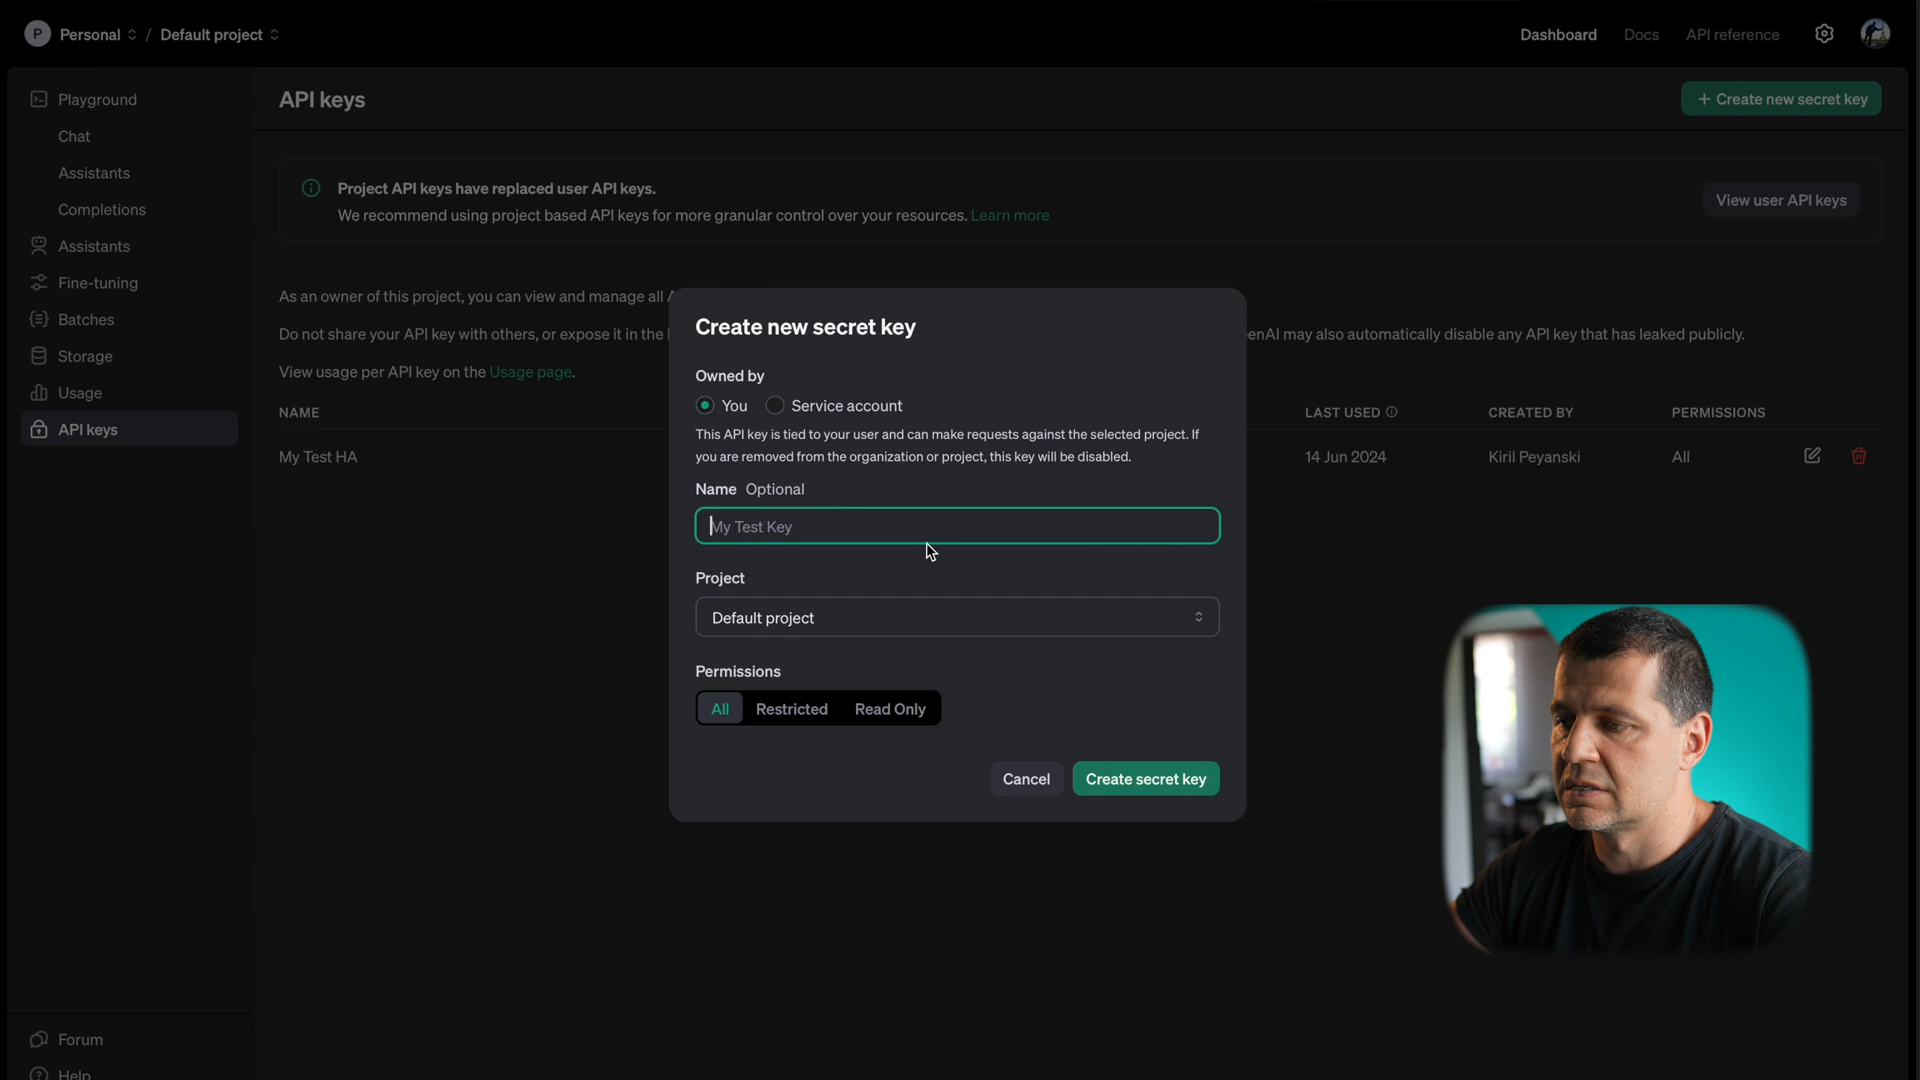 P Personal / Default project
Dashboard Docs API reference
Playground
Chat
Assistants
Completions
Assistants
Fine-tuning
Batches
Storage
Usage
API keys
Forum
Help
API keys
+ Create new secret key
Project API keys have replaced user API keys.
We recommend using project based API keys for more granular control over your resources. Learn more
View user API keys
As an owner of this project, you can view and manage all
Do not share your API key with others, or expose it in the
enAI may also automatically disable any API key that has leaked publicly.
View usage per API key on the Usage page.
NAME LAST USED CREATED BY PERMISSIONS
My Test HA 14 Jun 2024 Kiril Peyanski All
Create new secret key
Owned by
You Service account
This API key is tied to your user and can make requests against the selected project. If
you are removed from the organization or project, this key will be disabled.
Name Optional
My Test Key
Project
Default project
Permissions
All Restricted Read Only
Cancel Create secret key